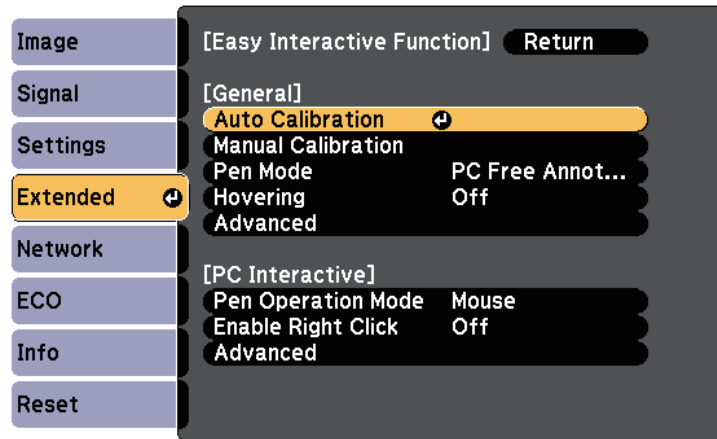 Image
Signal
Settings
Extended
Network
ECO
Info
Reset
[Easy Interactive Function] Return
[General]
Auto Calibration
Manual Calibration
Pen Mode PC Free Annot...
Hovering Off
Advanced
[PC Interactive]
Pen Operation Mode Mouse
Enable Right Click Off
Advanced